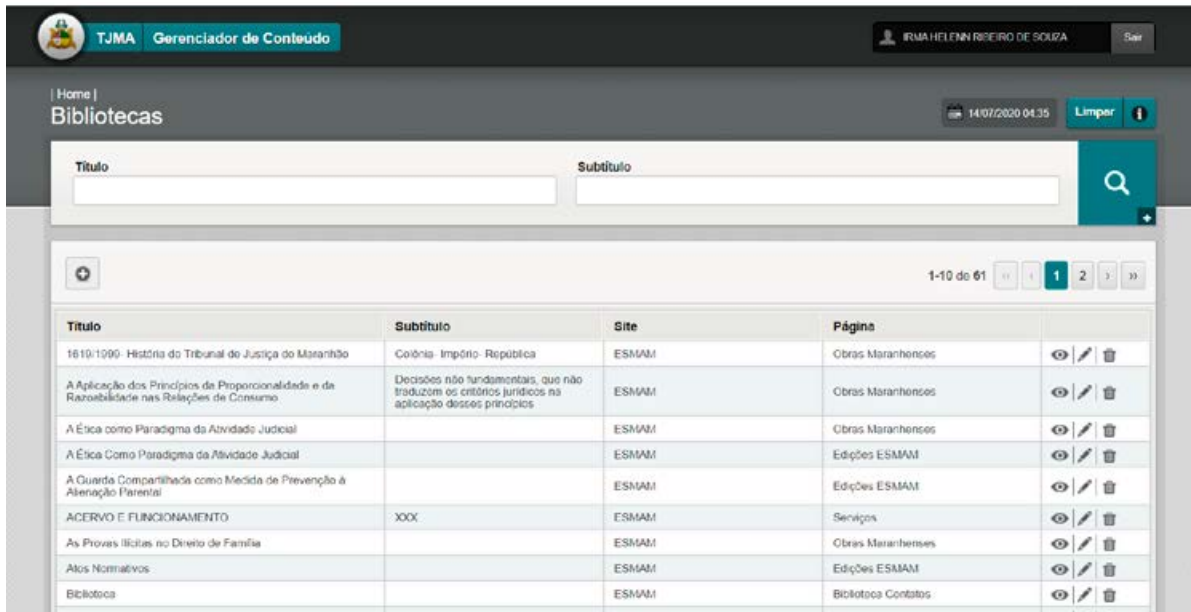 TJMA Gerenciador de Conteúdo IRMA HELENN RIBEIRO DE SOUZA Sair
| Home |
Bibliotecas 14/07/2020 04:35 Limpar
Título Subtítulo
1-10 de 61 « ‹ 1 2 › »
Título Subtítulo Site Página
1619/1999- História do Tribunal de Justiça do Maranhão Colônia- Império- República ESMAM Obras Maranhenses
A Aplicação dos Princípios da Proporcionalidade e da
Razoabilidade nas Relações de Consumo
Decisões não fundamentais, que não
traduzem os critérios jurídicos na
aplicação desses princípios
ESMAM Obras Maranhenses
A Ética como Paradigma da Atividade Judicial ESMAM Obras Maranhenses
A Ética Como Paradigma da Atividade Judicial ESMAM Edições ESMAM
A Guarda Compartilhada como Medida de Prevenção à
Alienação Parental
ESMAM Edições ESMAM
ACERVO E FUNCIONAMENTO XXX ESMAM Serviços
As Provas Ilícitas no Direito de Família ESMAM Obras Maranhenses
Atos Normativos ESMAM Edições ESMAM
Biblioteca ESMAM Biblioteca Contatos